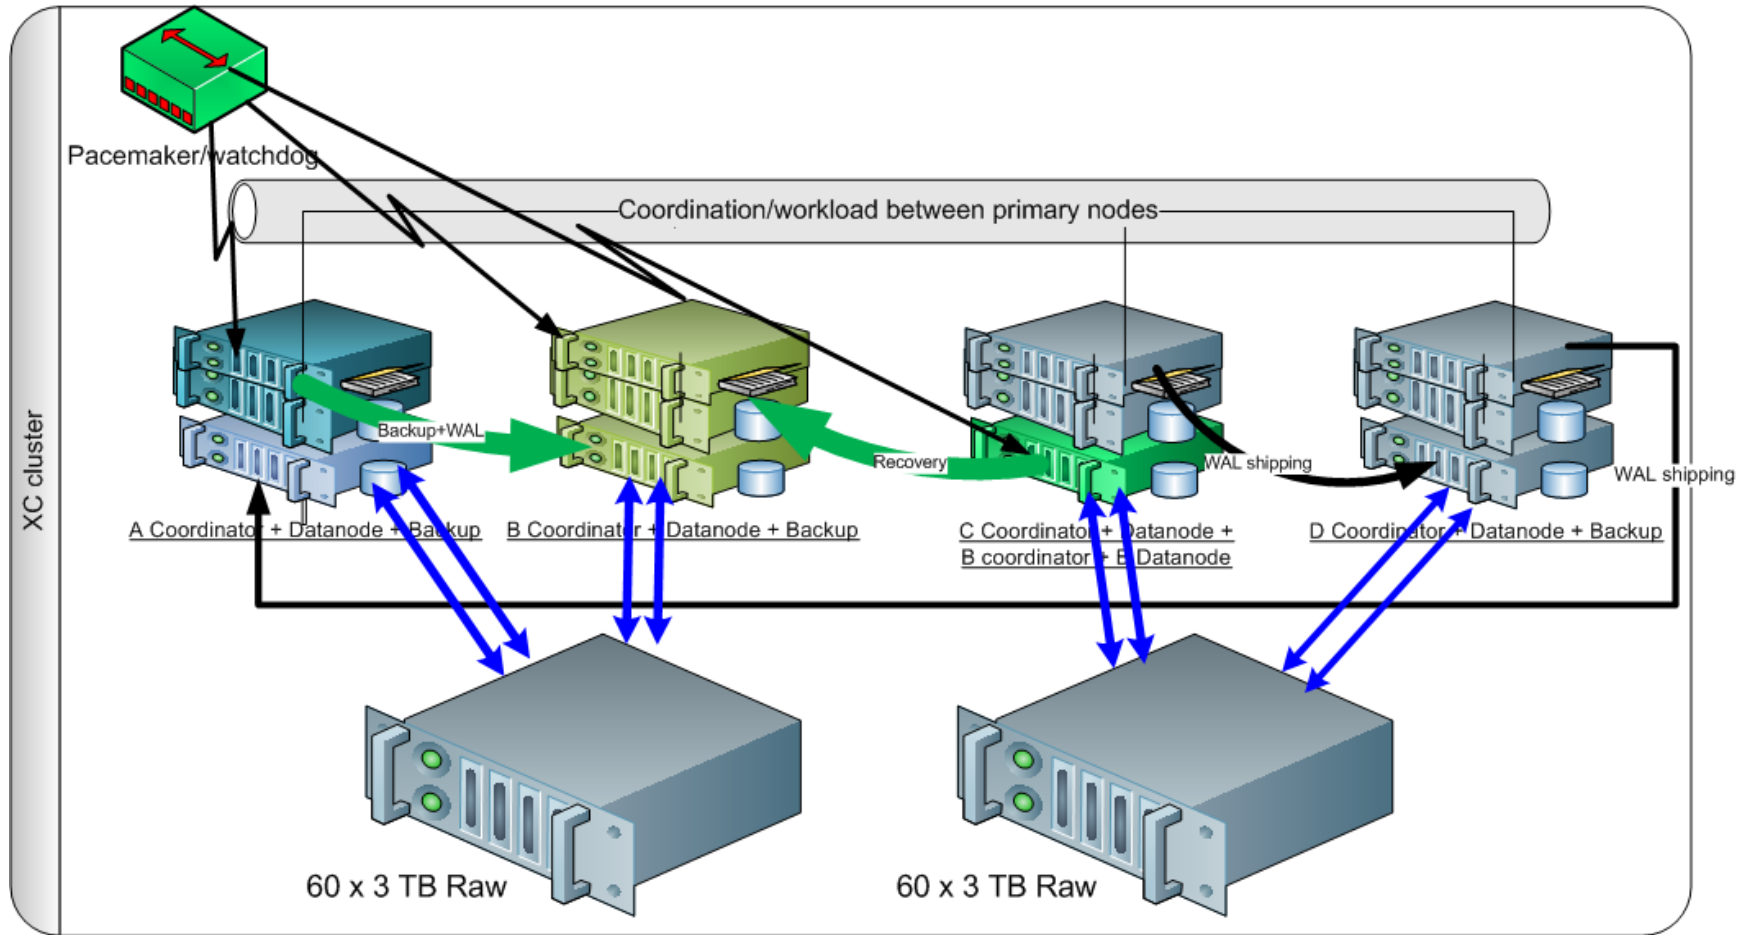 XC cluster
Pacemaker/watchdog
Coordination/workload between primary nodes
Backup+WAL
Recovery
WAL shipping
WAL shipping
A Coordinator + Datanode + Backup
B Coordinator + Datanode + Backup
C Coordinator + Datanode +
B coordinator + B Datanode
D Coordinator + Datanode + Backup
60 x 3 TB Raw
60 x 3 TB Raw